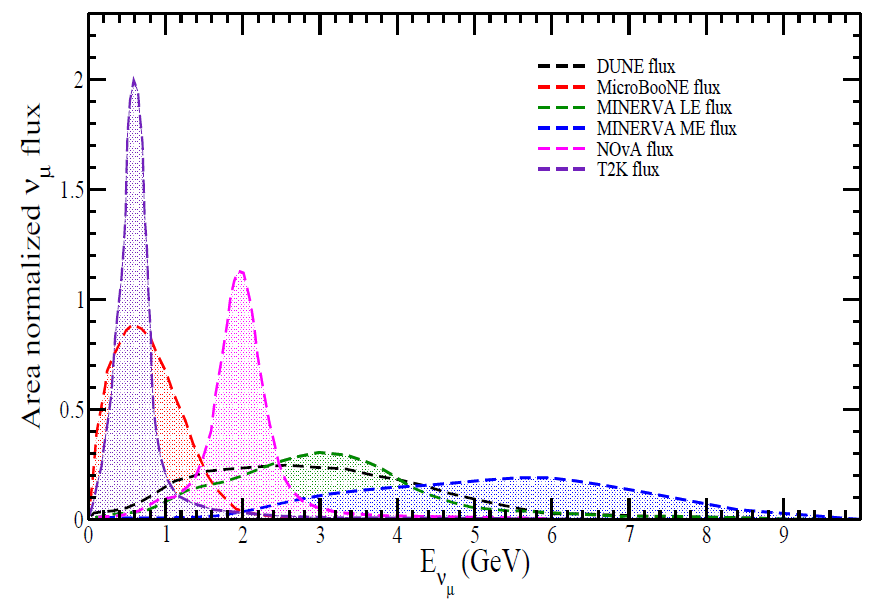 Area normalized νμ flux
2
1.5
1
0.5
0
DUNE flux
MicroBooNE flux
MINERVA LE flux
MINERVA ME flux
NOvA flux
T2K flux
0 1 2 3 4 5 6 7 8 9
Eνμ (GeV)